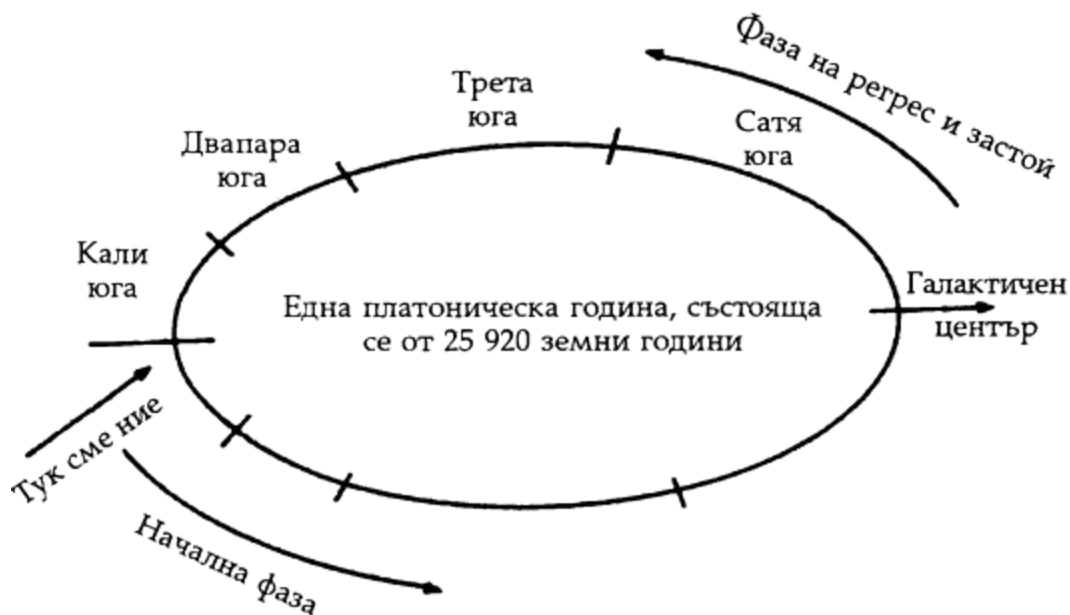 Фаза на регрес и застой
Трета
юга
Сатя
юга
Двапара
юга
Кали
юга
Галактичен
център
Една платоническа година, състояща
се от 25 920 земни години
Тук сме ние
Начална фаза